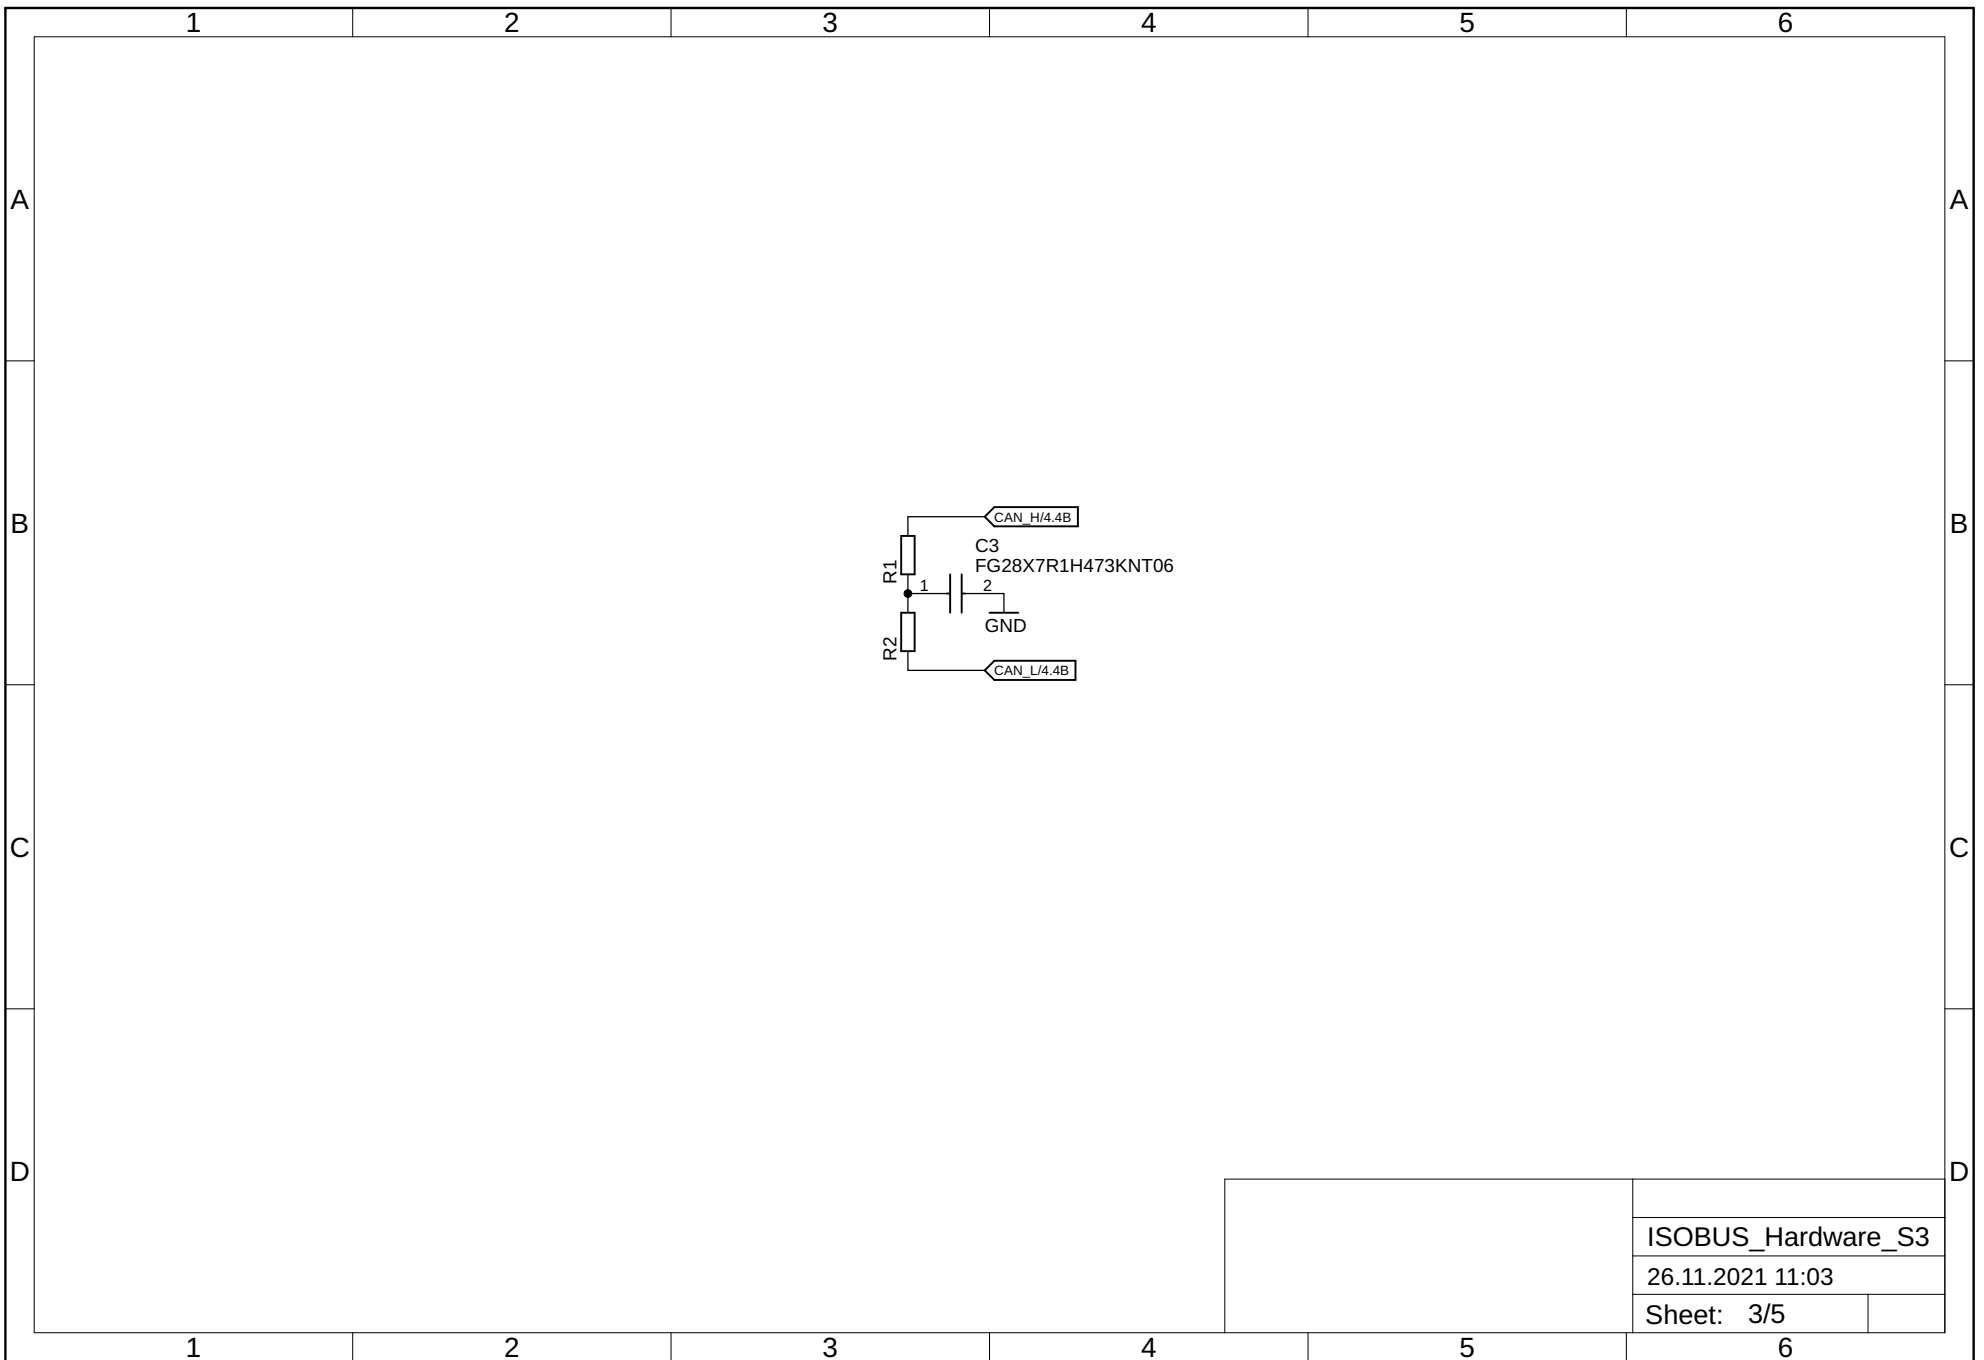 1 2 3 4 5 6
A A
B B
CAN_H/4.4B
C3
FG28X7R1H473KNT06
R1
1 2
GND
R2
CAN_L/4.4B
C C
D D
ISOBUS_Hardware_S3
26.11.2021 11:03
Sheet: 3/5
1 2 3 4 5 6